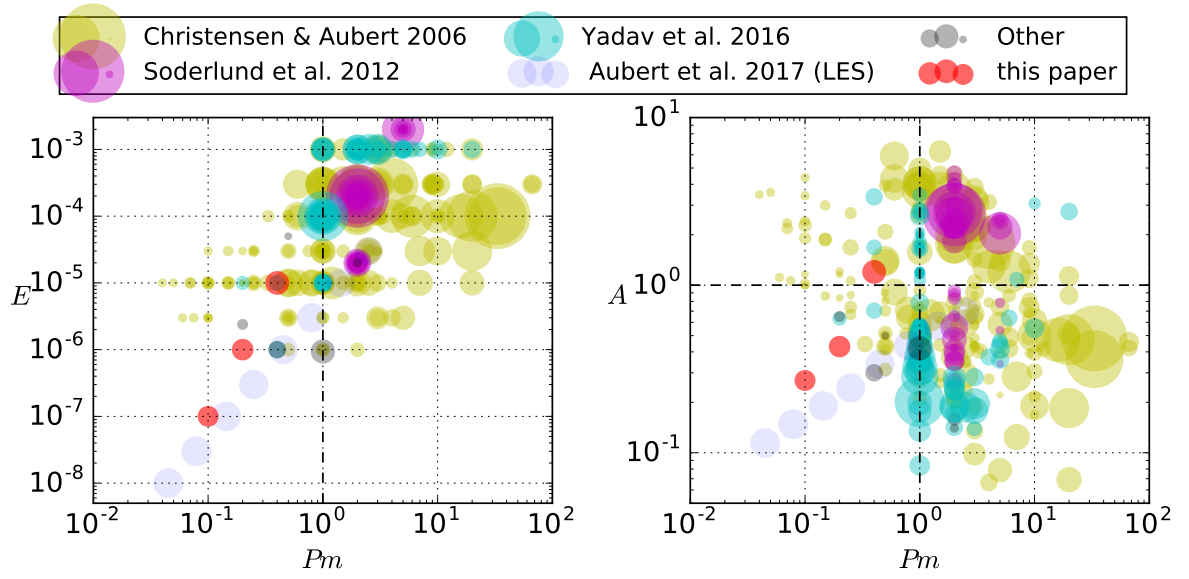 Christensen & Aubert 2006
Yadav et al. 2016
Other
Soderlund et al. 2012
Aubert et al. 2017 (LES)
this paper
10^-3
10^-4
10^-5
10^-6
10^-7
10^-8
E
10^-2
10^-1
10^0
10^1
10^2
Pm
10^1
10^0
10^-1
A
10^-2
10^-1
10^0
10^1
10^2
Pm